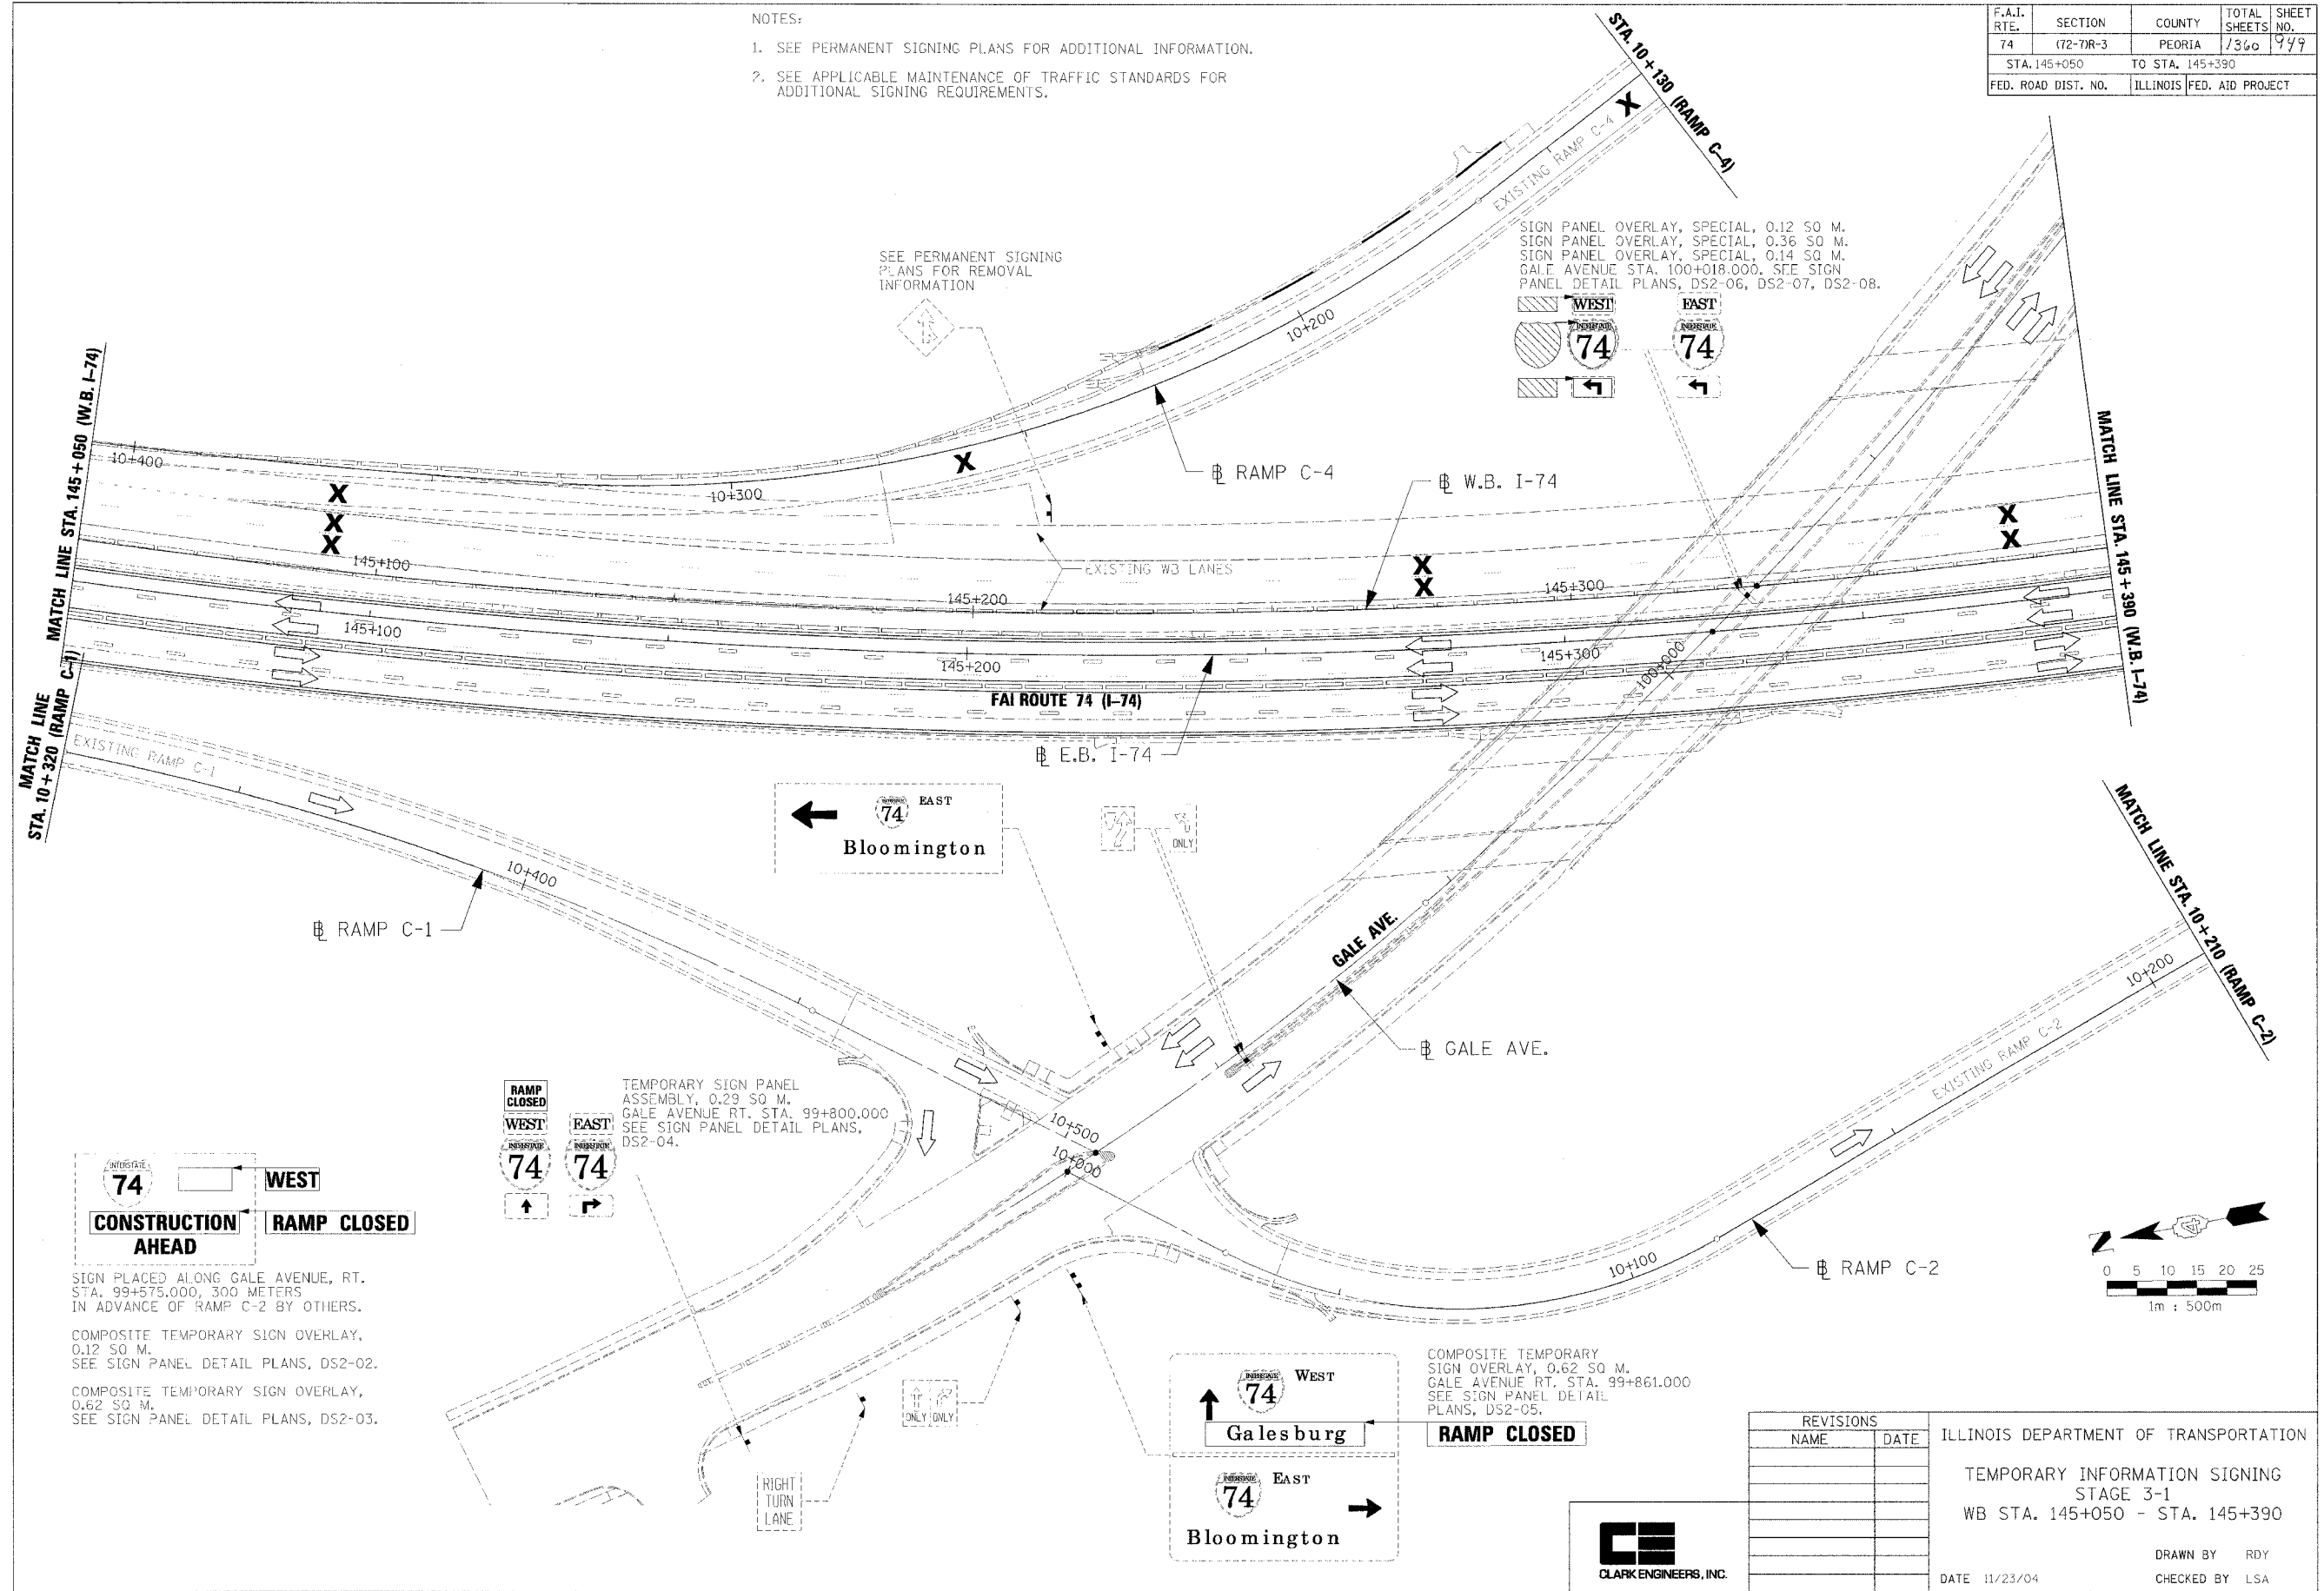 NOTES:
1. SEE PERMANENT SIGNING PLANS FOR ADDITIONAL INFORMATION.
2. SEE APPLICABLE MAINTENANCE OF TRAFFIC STANDARDS FOR
ADDITIONAL SIGNING REQUIREMENTS.
F.A.I. RTE. SECTION COUNTY TOTAL SHEETS SHEET NO.
74 (72-7)R-3 PEORIA 1360 949
STA. 145+050 TO STA. 145+390
FED. ROAD DIST. NO. ILLINOIS FED. AID PROJECT
STA. 10+130 (RAMP C-4)
X
EXISTING RAMP C-4
SEE PERMANENT SIGNING
PLANS FOR REMOVAL
INFORMATION
SIGN PANEL OVERLAY, SPECIAL, 0.12 SQ M.
SIGN PANEL OVERLAY, SPECIAL, 0.36 SQ M.
SIGN PANEL OVERLAY, SPECIAL, 0.14 SQ M.
GALE AVENUE STA. 100+018.000. SEE SIGN
PANEL DETAIL PLANS, DS2-06, DS2-07, DS2-08.
WEST EAST
INTERSTATE INTERSTATE
74 74
10+200
MATCH LINE STA. 145+050 (W.B. I-74)
MATCH LINE STA. 145+390 (W.B. I-74)
10+400
10+300
X
RAMP C-4
W.B. I-74
X
X
X
X
X
X
X
EXISTING WB LANES
145+100
145+200
145+300
145+100
145+200
145+300
100+000
FAI ROUTE 74 (I-74)
E.B. I-74
MATCH LINE
STA. 10+320 (RAMP C-1)
EXISTING RAMP C-1
INTERSTATE
74 EAST
Bloomington
ONLY
MATCH LINE STA. 10+210 (RAMP C-2)
10+400
RAMP C-1
GALE AVE.
GALE AVE.
10+200
EXISTING RAMP C-2
RAMP
CLOSED
WEST EAST
INTERSTATE INTERSTATE
74 74
TEMPORARY SIGN PANEL
ASSEMBLY, 0.29 SQ M.
GALE AVENUE RT. STA. 99+800.000
SEE SIGN PANEL DETAIL PLANS,
DS2-04.
10+500
10+000
INTERSTATE
74 WEST
CONSTRUCTION RAMP CLOSED
AHEAD
SIGN PLACED ALONG GALE AVENUE, RT.
STA. 99+575.000, 300 METERS
IN ADVANCE OF RAMP C-2 BY OTHERS.
COMPOSITE TEMPORARY SIGN OVERLAY,
0.12 SQ M.
SEE SIGN PANEL DETAIL PLANS, DS2-02.
COMPOSITE TEMPORARY SIGN OVERLAY,
0.62 SQ M.
SEE SIGN PANEL DETAIL PLANS, DS2-03.
10+100
RAMP C-2
74
0 5 10 15 20 25
1m : 500m
ONLY ONLY
RIGHT
TURN
LANE
INTERSTATE
74 WEST
Galesburg
INTERSTATE
74 EAST
Bloomington
COMPOSITE TEMPORARY
SIGN OVERLAY, 0.62 SQ M.
GALE AVENUE RT. STA. 99+861.000
SEE SIGN PANEL DETAIL
PLANS, DS2-05.
RAMP CLOSED
CE
CLARK ENGINEERS, INC.
REVISIONS
NAME DATE
ILLINOIS DEPARTMENT OF TRANSPORTATION
TEMPORARY INFORMATION SIGNING
STAGE 3-1
WB STA. 145+050 - STA. 145+390
DRAWN BY RDY
DATE 11/23/04 CHECKED BY LSA